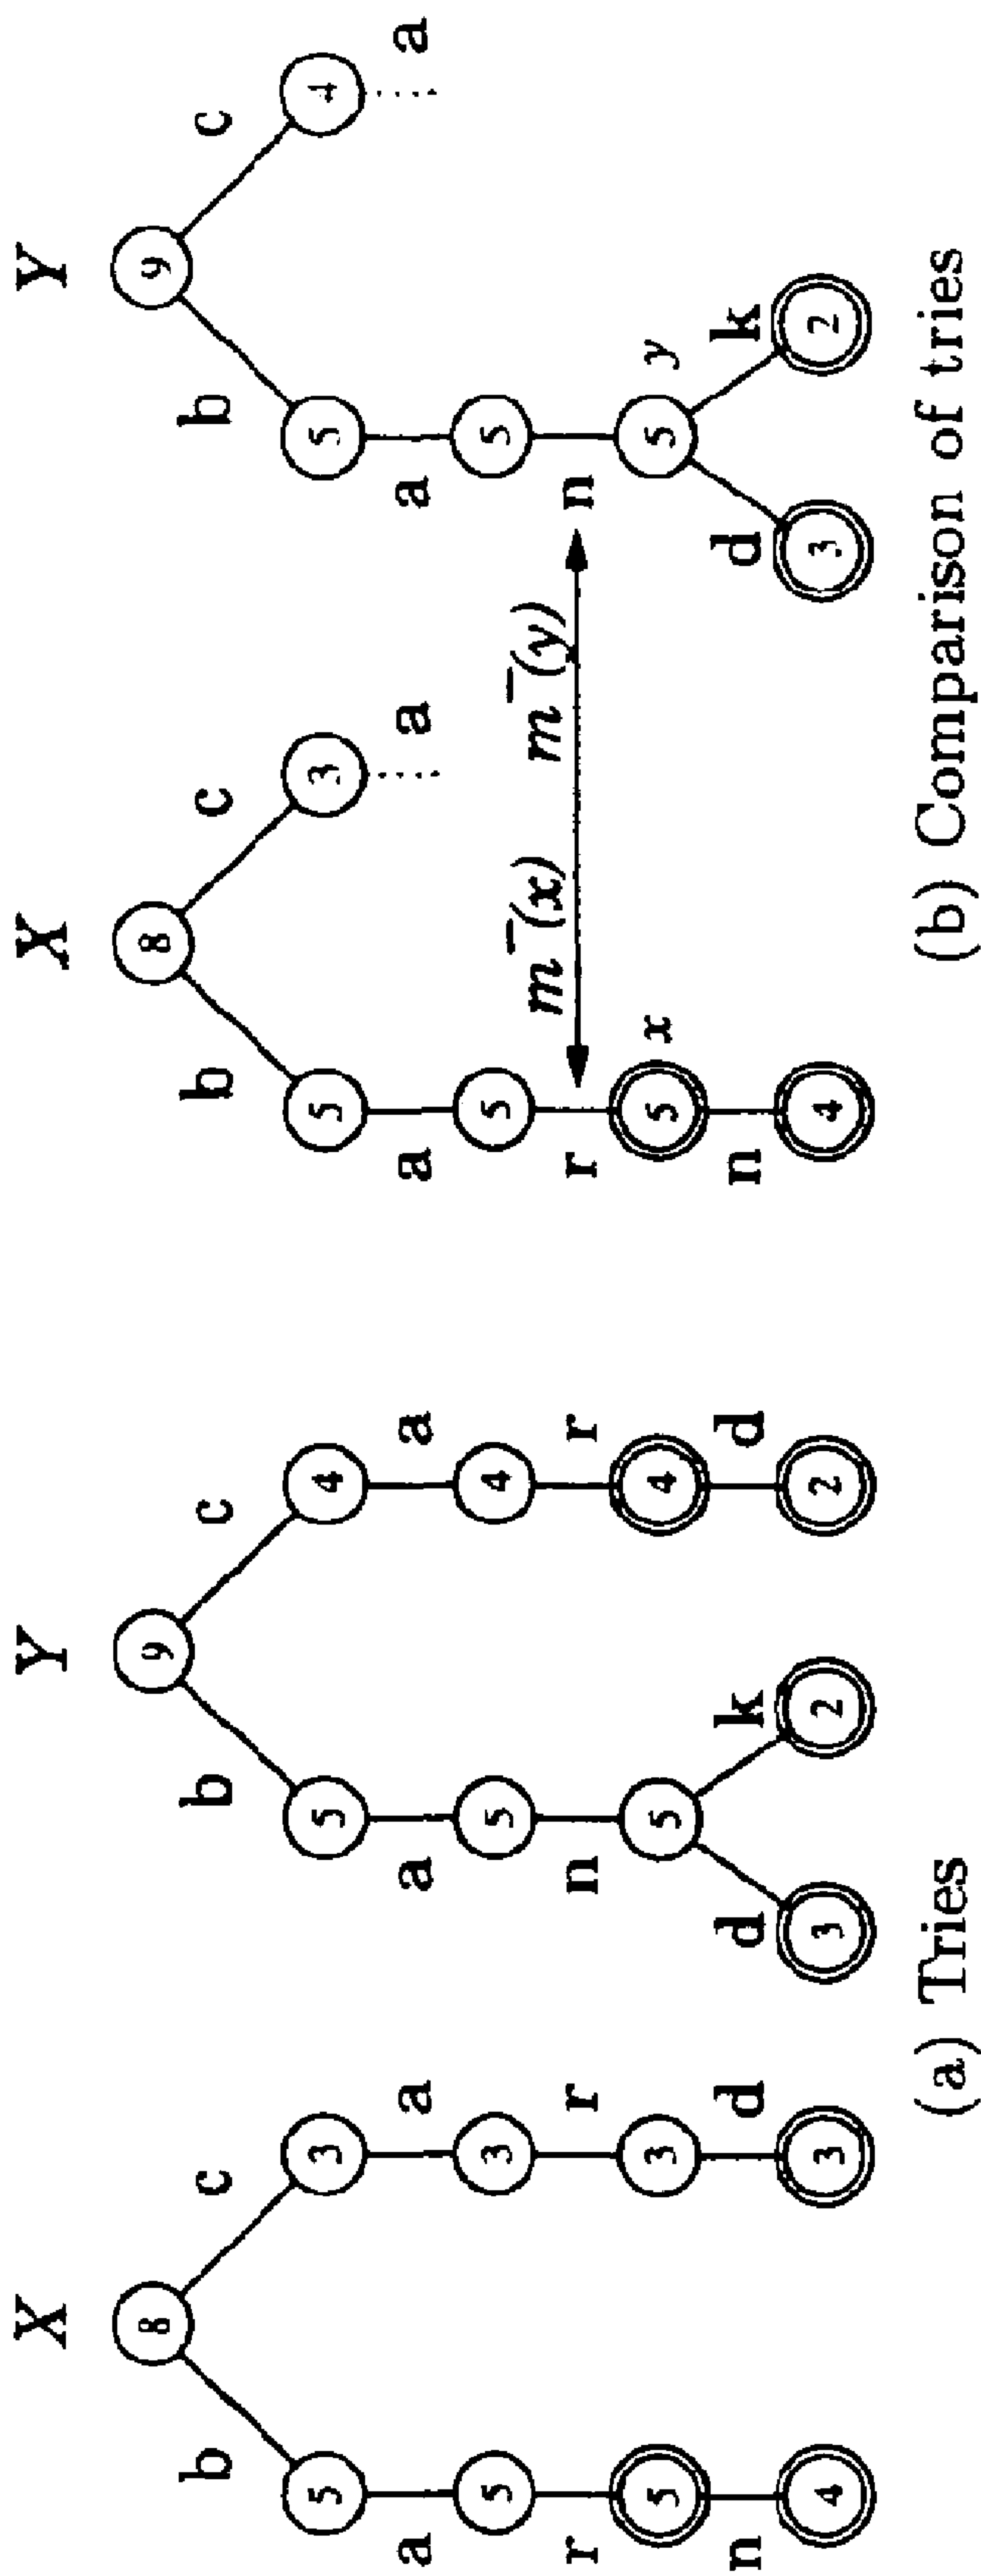 X Y X Y
8 9 8 9
b c b c b c b c
5 3 5 4 5 3 5 4
a a a a a a a a
5 3 5 4 5 5
m̄(x) m̄(y)
r r n r r n
5 3 5 4 5 x 5 y
n d d k d n d k
4 3 3 2 2 4 3 2
(a) Tries
(b) Comparison of tries